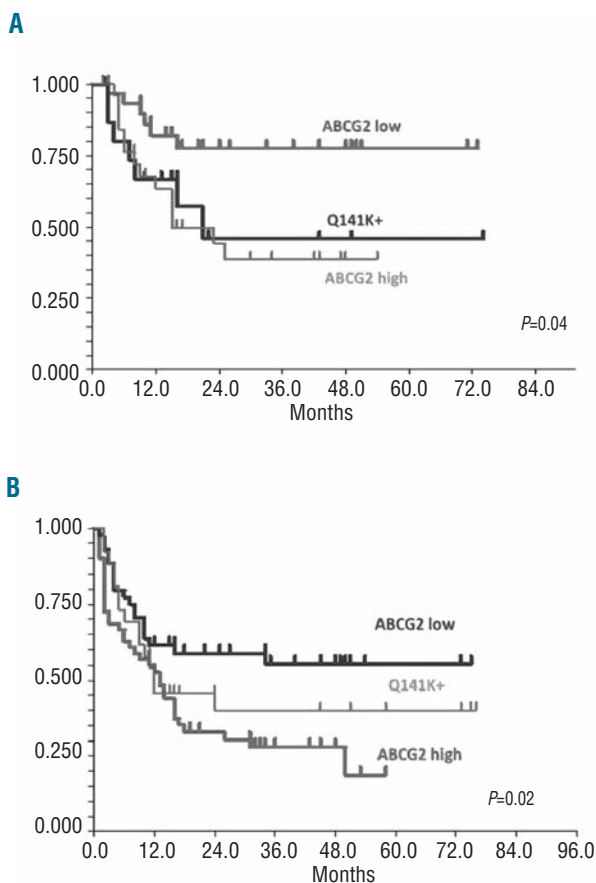 A
1.000
ABCG2 low
0.750
Q141K+
0.500
ABCG2 high
0.250
P=0.04
0.000
0.0 12.0 24.0 36.0 48.0 60.0 72.0 84.0
Months
B
1.000
0.750
ABCG2 low
Q141K+
0.500
ABCG2 high
0.250
P=0.02
0.000
0.0 12.0 24.0 36.0 48.0 60.0 72.0 84.0 96.0
Months